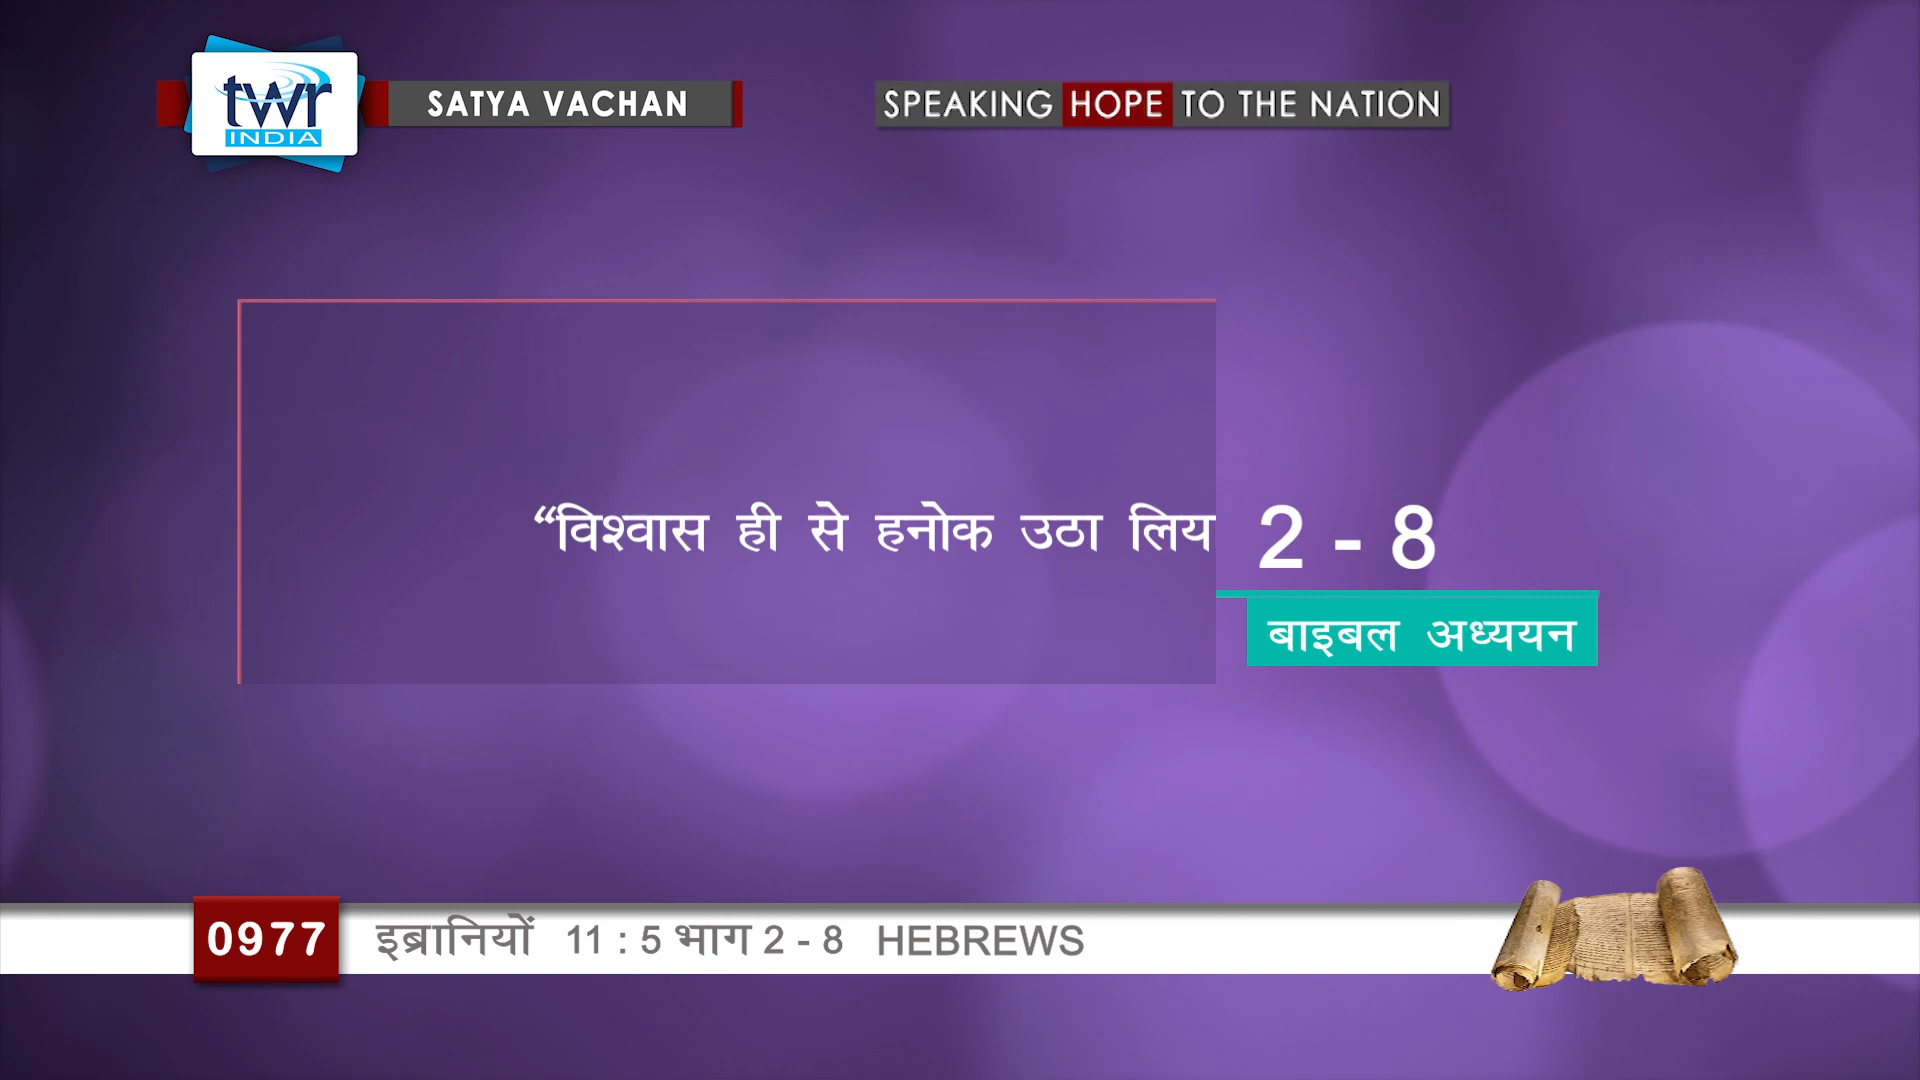 twr
INDIA
SATYA VACHAN
SPEAKING HOPE TO THE NATION
“विश्वास ही से हनोक उठा लिय
2 - 8
बाइबल अध्ययन
0977
इब्रानियों 11 : 5 भाग 2 - 8 HEBREWS